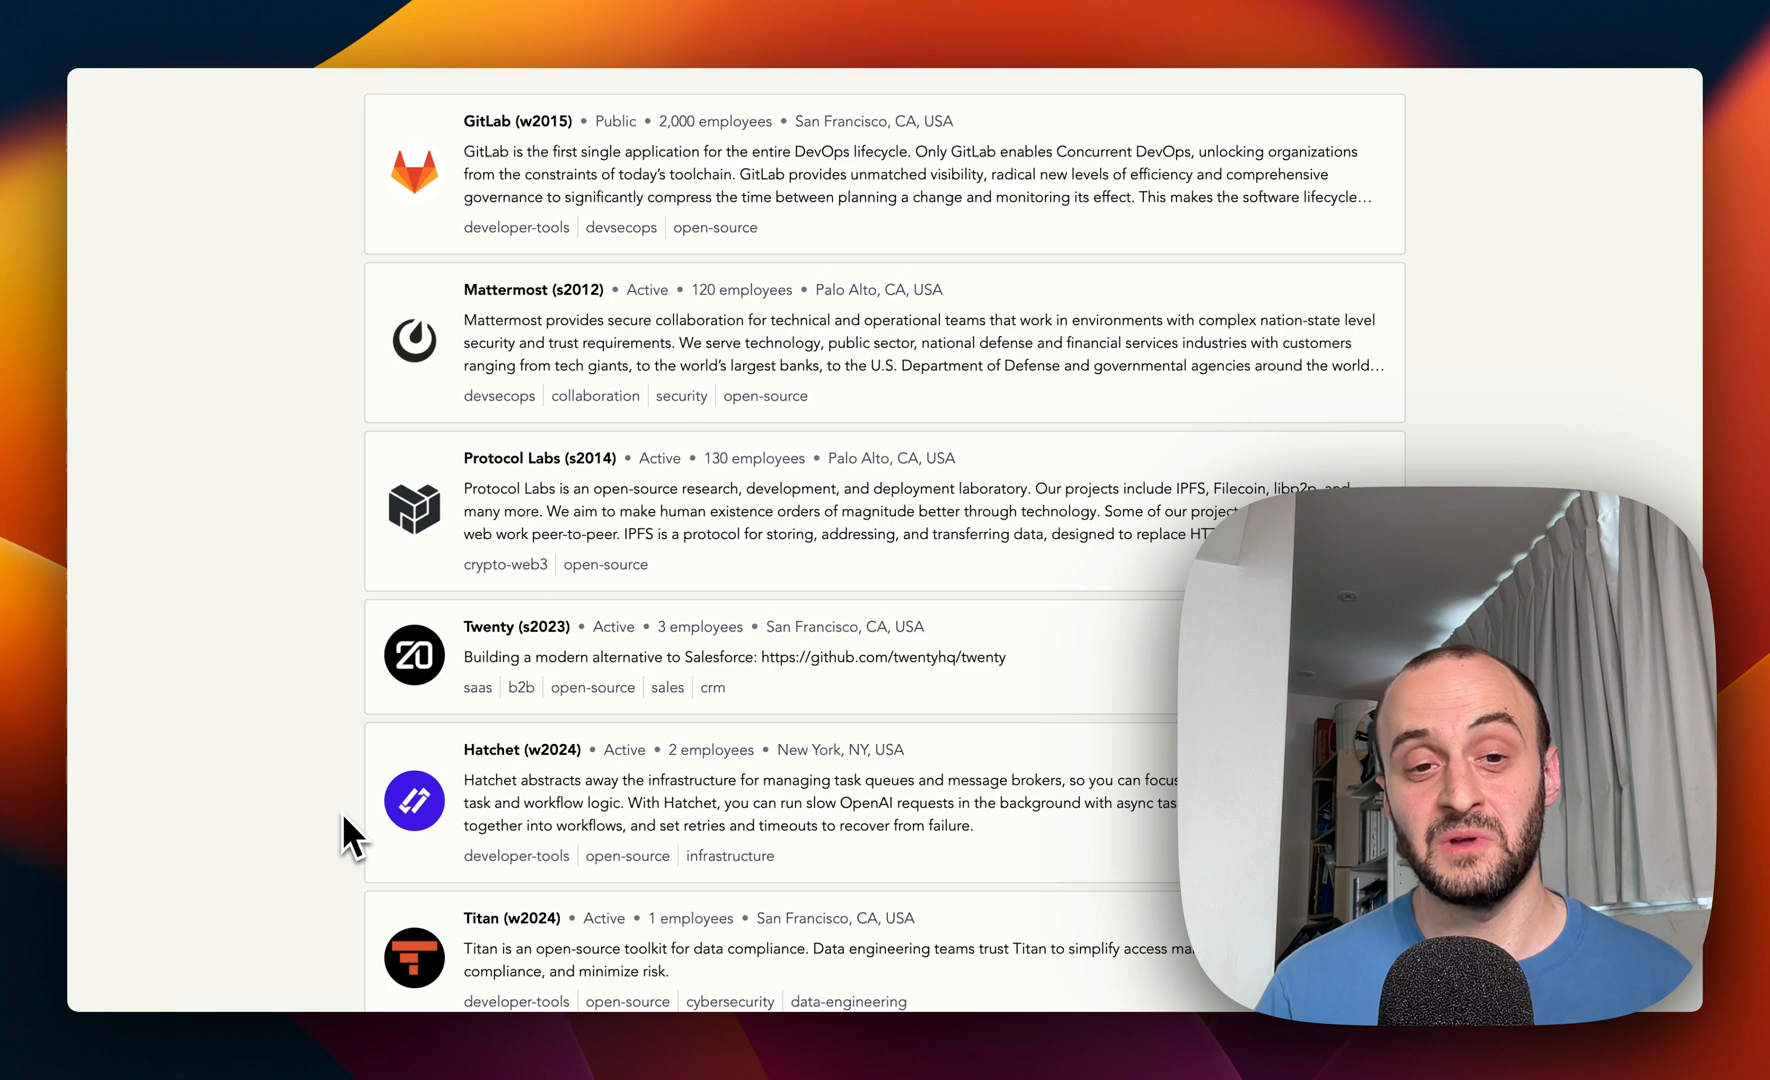 GitLab (w2015) • Public • 2,000 employees • San Francisco, CA, USA
GitLab is the first single application for the entire DevOps lifecycle. Only GitLab enables Concurrent DevOps, unlocking organizations
from the constraints of today's toolchain. GitLab provides unmatched visibility, radical new levels of efficiency and comprehensive
governance to significantly compress the time between planning a change and monitoring its effect. This makes the software lifecycle...
developer-tools devsecops open-source
Mattermost (s2012) • Active • 120 employees • Palo Alto, CA, USA
Mattermost provides secure collaboration for technical and operational teams that work in environments with complex nation-state level
security and trust requirements. We serve technology, public sector, national defense and financial services industries with customers
ranging from tech giants, to the world's largest banks, to the U.S. Department of Defense and governmental agencies around the world...
devsecops collaboration security open-source
Protocol Labs (s2014) • Active • 130 employees • Palo Alto, CA, USA
Protocol Labs is an open-source research, development, and deployment laboratory. Our projects include IPFS, Filecoin, libp2p, and
many more. We aim to make human existence orders of magnitude better through technology. Some of our project
web work peer-to-peer. IPFS is a protocol for storing, addressing, and transferring data, designed to replace HT
crypto-web3 open-source
20
Twenty (s2023) • Active • 3 employees • San Francisco, CA, USA
Building a modern alternative to Salesforce: https://github.com/twentyhq/twenty
saas b2b open-source sales crm
Hatchet (w2024) • Active • 2 employees • New York, NY, USA
Hatchet abstracts away the infrastructure for managing task queues and message brokers, so you can focus
task and workflow logic. With Hatchet, you can run slow OpenAI requests in the background with async tas
together into workflows, and set retries and timeouts to recover from failure.
developer-tools open-source infrastructure
Titan (w2024) • Active • 1 employees • San Francisco, CA, USA
Titan is an open-source toolkit for data compliance. Data engineering teams trust Titan to simplify access ma
compliance, and minimize risk.
developer-tools open-source cybersecurity data-engineering